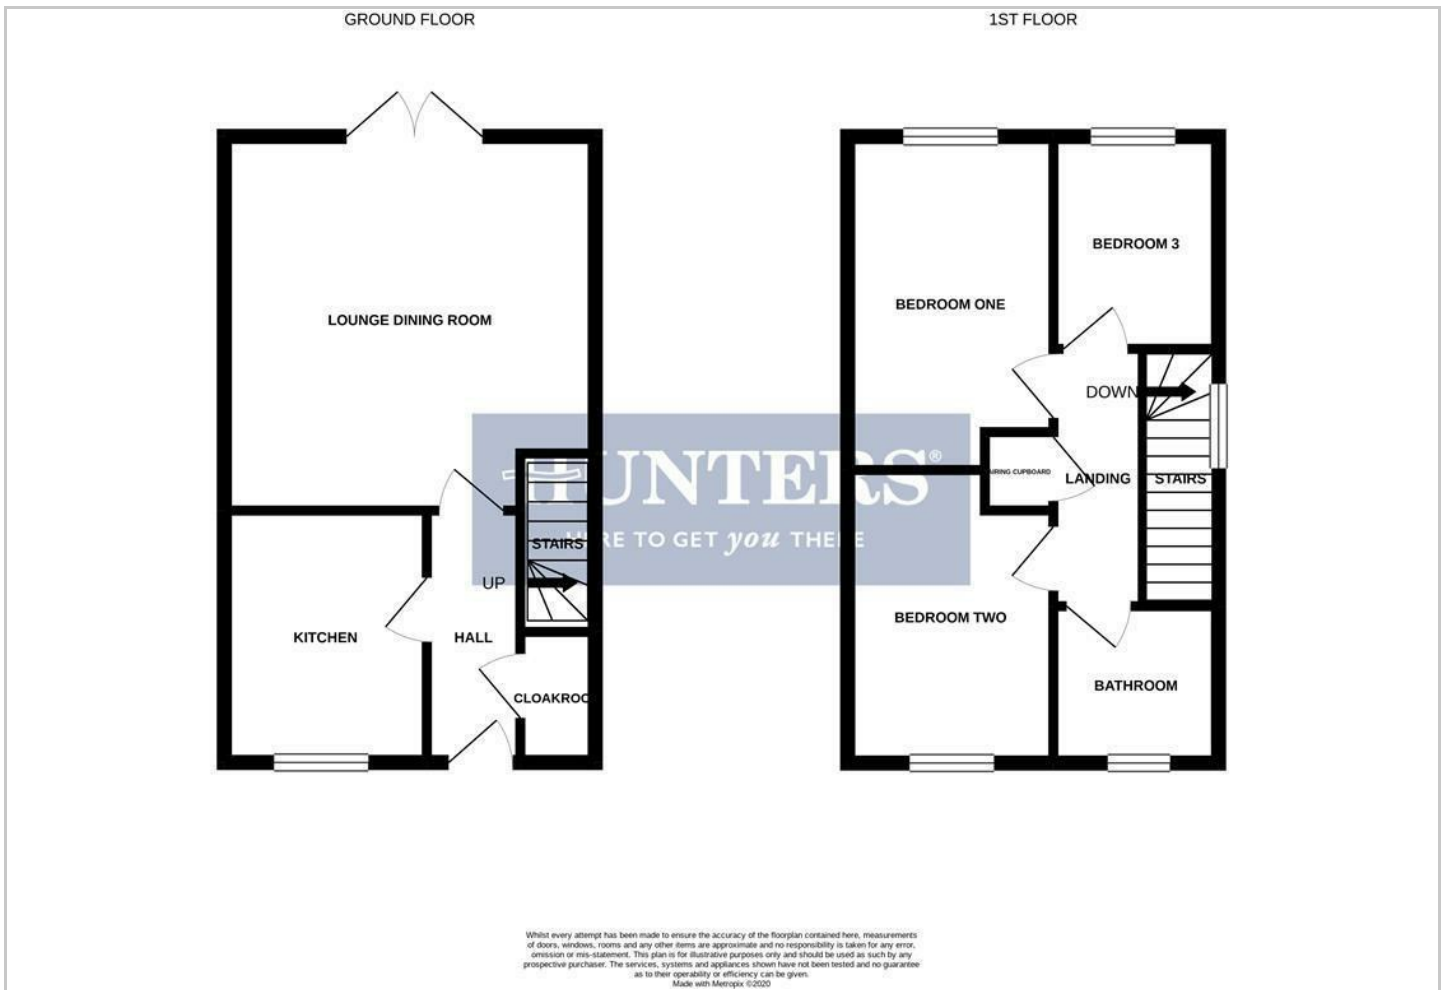 GROUND FLOOR
1ST FLOOR
LOUNGE DINING ROOM
KITCHEN
HALL
UP
STAIRS
CLOAKROO
BEDROOM ONE
BEDROOM 3
DOWN
AIRING CUPBOARD
LANDING
STAIRS
BEDROOM TWO
BATHROOM
HUNTERS®
HERE TO GET you THERE
Whilst every attempt has been made to ensure the accuracy of the floorplan contained here, measurements
of doors, windows, rooms and any other items are approximate and no responsibility is taken for any error,
omission or mis-statement. This plan is for illustrative purposes only and should be used as such by any
prospective purchaser. The services, systems and appliances shown have not been tested and no guarantee
as to their operability or efficiency can be given.
Made with Metropix ©2020